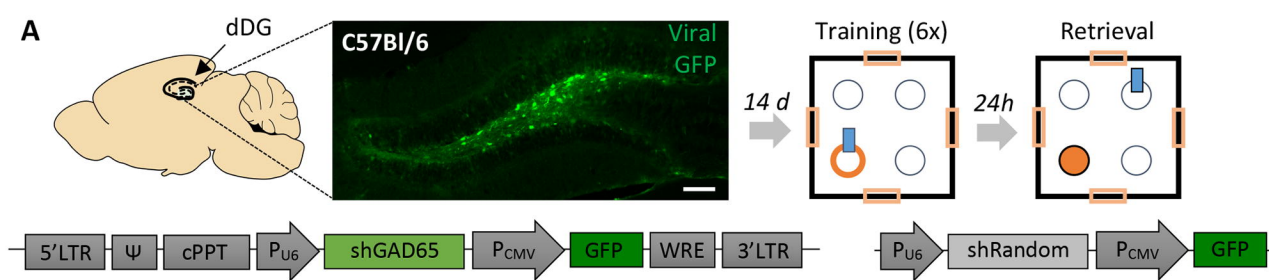 A
dDG
C57Bl/6
Viral
GFP
14 d
Training (6x)
24h
Retrieval
5'LTR Ψ cPPT PU6 shGAD65 PCMV GFP WRE 3'LTR
PU6 shRandom PCMV GFP